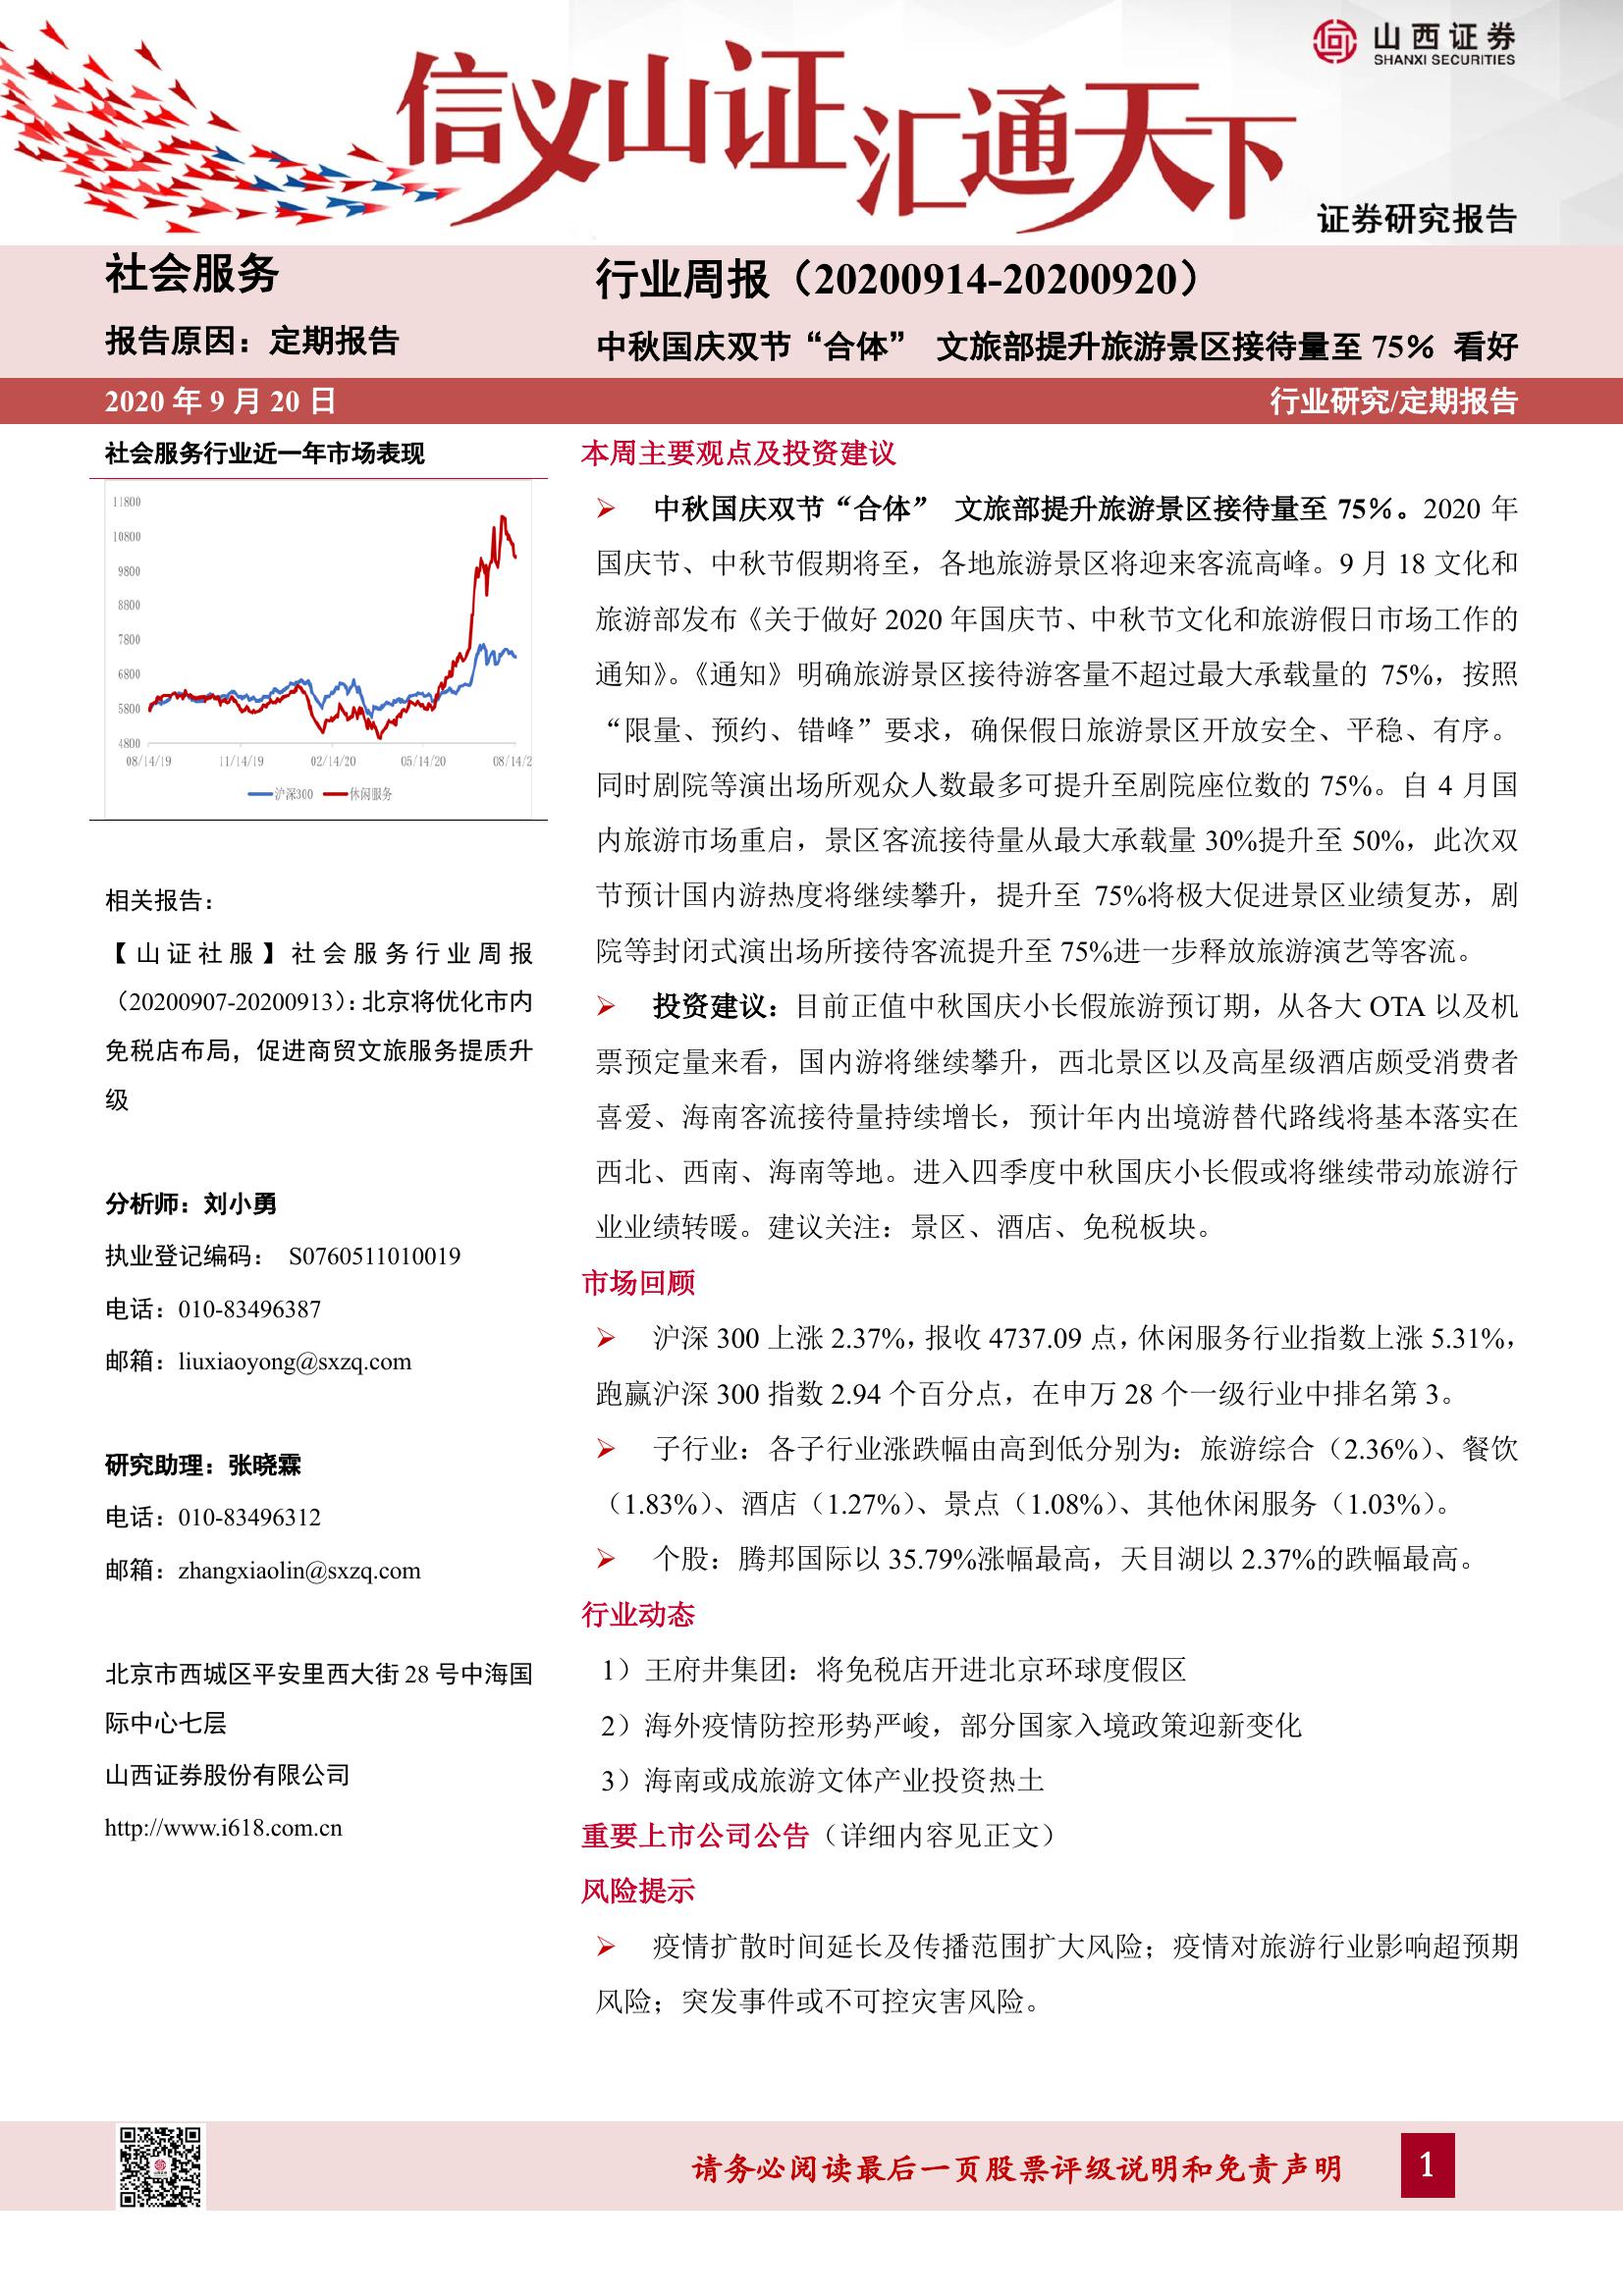 山西证券
SHANXI SECURITIES
信义山证汇通天下
证券研究报告
社会服务
报告原因：定期报告
行业周报（20200914-20200920）
中秋国庆双节“合体” 文旅部提升旅游景区接待量至 75% 看好
2020 年 9 月 20 日
行业研究/定期报告
社会服务行业近一年市场表现
11800
10800
9800
8800
7800
6800
5800
4800
08/14/19 11/14/19 02/14/20 05/14/20 08/14/2
沪深300 休闲服务
相关报告：
【山证社服】社会服务行业周报
（20200907-20200913）：北京将优化市内
免税店布局，促进商贸文旅服务提质升
级
分析师：刘小勇
执业登记编码： S0760511010019
电话：010-83496387
邮箱：liuxiaoyong@sxzq.com
研究助理：张晓霖
电话：010-83496312
邮箱：zhangxiaolin@sxzq.com
北京市西城区平安里西大街 28 号中海国
际中心七层
山西证券股份有限公司
http://www.i618.com.cn
本周主要观点及投资建议
➢ 中秋国庆双节“合体” 文旅部提升旅游景区接待量至 75%。2020 年
国庆节、中秋节假期将至，各地旅游景区将迎来客流高峰。9 月 18 文化和
旅游部发布《关于做好 2020 年国庆节、中秋节文化和旅游假日市场工作的
通知》。《通知》明确旅游景区接待游客量不超过最大承载量的 75%，按照
“限量、预约、错峰”要求，确保假日旅游景区开放安全、平稳、有序。
同时剧院等演出场所观众人数最多可提升至剧院座位数的 75%。自 4 月国
内旅游市场重启，景区客流接待量从最大承载量 30%提升至 50%，此次双
节预计国内游热度将继续攀升，提升至 75%将极大促进景区业绩复苏，剧
院等封闭式演出场所接待客流提升至 75%进一步释放旅游演艺等客流。
➢ 投资建议：目前正值中秋国庆小长假旅游预订期，从各大 OTA 以及机
票预定量来看，国内游将继续攀升，西北景区以及高星级酒店颇受消费者
喜爱、海南客流接待量持续增长，预计年内出境游替代路线将基本落实在
西北、西南、海南等地。进入四季度中秋国庆小长假或将继续带动旅游行
业业绩转暖。建议关注：景区、酒店、免税板块。
市场回顾
➢ 沪深 300 上涨 2.37%，报收 4737.09 点，休闲服务行业指数上涨 5.31%，
跑赢沪深 300 指数 2.94 个百分点，在申万 28 个一级行业中排名第 3。
➢ 子行业：各子行业涨跌幅由高到低分别为：旅游综合（2.36%）、餐饮
（1.83%）、酒店（1.27%）、景点（1.08%）、其他休闲服务（1.03%）。
➢ 个股：腾邦国际以 35.79%涨幅最高，天目湖以 2.37%的跌幅最高。
行业动态
1）王府井集团：将免税店开进北京环球度假区
2）海外疫情防控形势严峻，部分国家入境政策迎新变化
3）海南或成旅游文体产业投资热土
重要上市公司公告（详细内容见正文）
风险提示
➢ 疫情扩散时间延长及传播范围扩大风险；疫情对旅游行业影响超预期
风险；突发事件或不可控灾害风险。
请务必阅读最后一页股票评级说明和免责声明
1